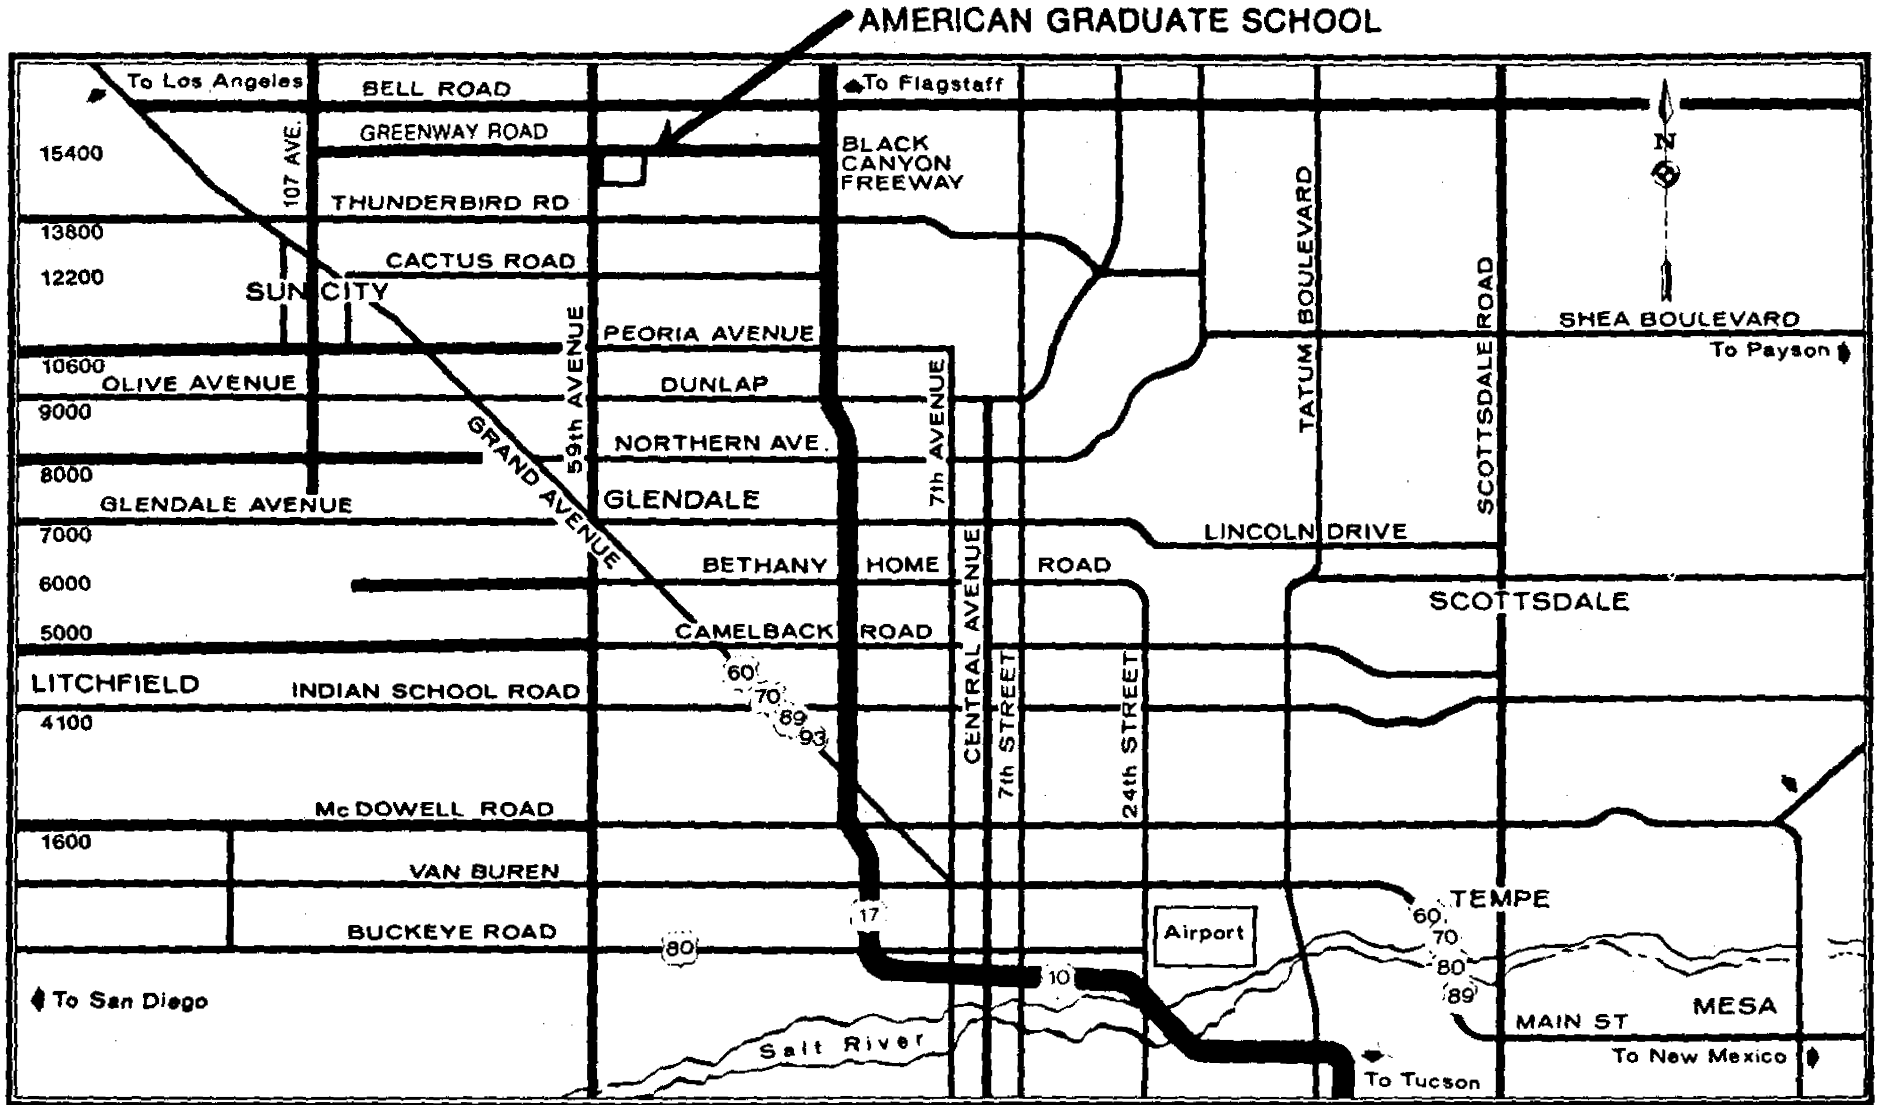 AMERICAN GRADUATE SCHOOL
To Los Angeles
BELL ROAD
To Flagstaff
GREENWAY ROAD
15400
107 AVE.
BLACK
CANYON
FREEWAY
N
THUNDERBIRD RD
13800
CACTUS ROAD
12200
SUN CITY
TATUM BOULEVARD
SCOTTSDALE ROAD
SHEA BOULEVARD
To Payson
59th AVENUE
PEORIA AVENUE
10600
OLIVE AVENUE
DUNLAP
9000
7th AVENUE
GRAND AVENUE
NORTHERN AVE.
8000
GLENDALE AVENUE
GLENDALE
7000
LINCOLN DRIVE
BETHANY HOME ROAD
6000
SCOTTSDALE
CENTRAL AVENUE
5000
CAMELBACK ROAD
60
70
89
93
LITCHFIELD
INDIAN SCHOOL ROAD
4100
7th STREET
24th STREET
McDOWELL ROAD
1600
VAN BUREN
TEMPE
17
60
70
80
89
BUCKEYE ROAD
80
Airport
10
To San Diego
MESA
MAIN ST
Salt River
To New Mexico
To Tucson